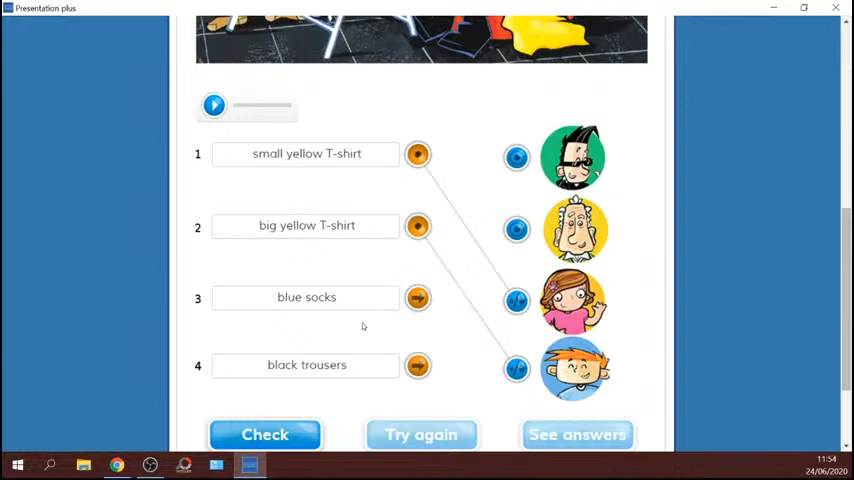 Presentation plus
1 small yellow T-shirt
2 big yellow T-shirt
3 blue socks
4 black trousers
Check Try again See answers
11:54
24/06/2020